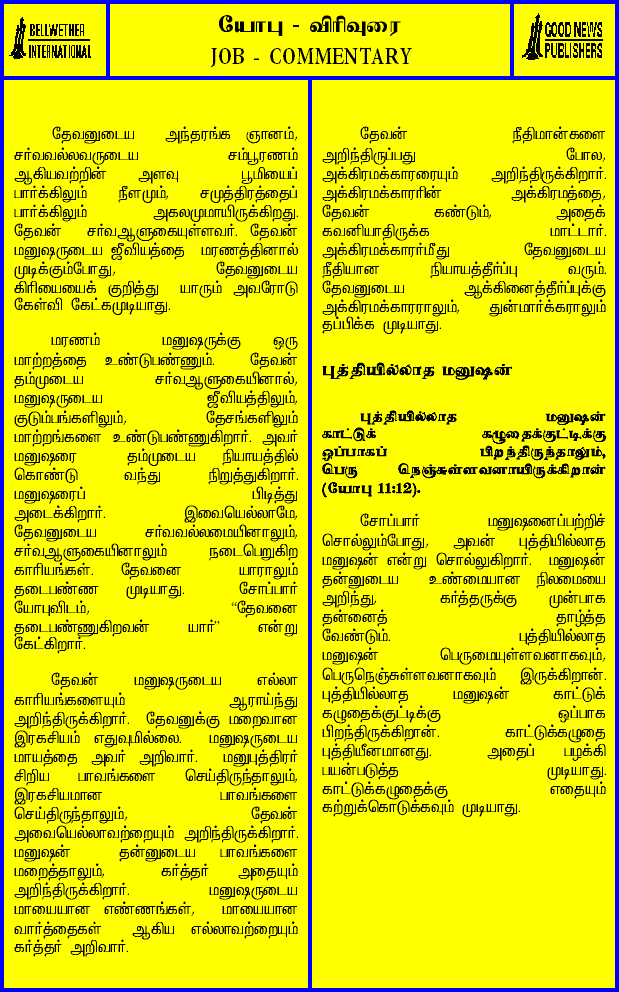 BELLWETHER
INTERNATIONAL
யோபு - விரிவுரை
JOB - COMMENTARY
GOOD NEWS
PUBLISHERS
தேவனுடைய அந்தரங்க ஞானம்,
சர்வவல்லவருடைய சம்பூரணம்
ஆகியவற்றின் அளவு பூமியைப்
பார்க்கிலும் நீளமும், சமுத்திரத்தைப்
பார்க்கிலும் அகலமுமாயிருக்கிறது.
தேவன் சர்வஆளுகையுள்ளவர். தேவன்
மனுஷருடைய ஜீவியத்தை மரணத்தினால்
முடிக்கும்போது, தேவனுடைய
கிரியையைக் குறித்து யாரும் அவரோடு
கேள்வி கேட்கமுடியாது.
மரணம் மனுஷருக்கு ஒரு
மாற்றத்தை உண்டுபண்ணும். தேவன்
தம்முடைய சர்வஆளுகையினால்,
மனுஷருடைய ஜீவியத்திலும்,
குடும்பங்களிலும், தேசங்களிலும்
மாற்றங்களை உண்டுபண்ணுகிறார். அவர்
மனுஷரை தம்முடைய நியாயத்தில்
கொண்டு வந்து நிறுத்துகிறார்.
மனுஷரைப் பிடித்து
அடைக்கிறார். இவையெல்லாமே,
தேவனுடைய சர்வவல்லமையினாலும்,
சர்வஆளுகையினாலும் நடைபெறுகிற
காரியங்கள். தேவனை யாராலும்
தடைபண்ண முடியாது. சோப்பார்
யோபுவிடம், “தேவனை
தடைபண்ணுகிறவன் யார்” என்று
கேட்கிறார்.
தேவன் மனுஷருடைய எல்லா
காரியங்களையும் ஆராய்ந்து
அறிந்திருக்கிறார். தேவனுக்கு மறைவான
இரகசியம் எதுவுமில்லை. மனுஷருடைய
மாயத்தை அவர் அறிவார். மனுபுத்திரர்
சிறிய பாவங்களை செய்திருந்தாலும்,
இரகசியமான பாவங்களை
செய்திருந்தாலும், தேவன்
அவையெல்லாவற்றையும் அறிந்திருக்கிறார்.
மனுஷன் தன்னுடைய பாவங்களை
மறைத்தாலும், கர்த்தர் அதையும்
அறிந்திருக்கிறார். மனுஷருடைய
மாயையான எண்ணங்கள், மாயையான
வார்த்தைகள் ஆகிய எல்லாவற்றையும்
கர்த்தர் அறிவார்.
தேவன் நீதிமான்களை
அறிந்திருப்பது போல,
அக்கிரமக்காரரையும் அறிந்திருக்கிறார்.
அக்கிரமக்காரரின் அக்கிரமத்தை,
தேவன் கண்டும், அதைக்
கவனியாதிருக்க மாட்டார்.
அக்கிரமக்காரர்மீது தேவனுடைய
நீதியான நியாயத்தீர்ப்பு வரும்.
தேவனுடைய ஆக்கினைத்தீர்ப்புக்கு
அக்கிரமக்காரராலும், துன்மார்க்கராலும்
தப்பிக்க முடியாது.
புத்தியில்லாத மனுஷன்
புத்தியில்லாத மனுஷன்
காட்டுக் கழுதைக்குட்டிக்கு
ஒப்பாகப் பிறந்திருந்தாலும்,
பெரு நெஞ்சுள்ளவனாயிருக்கிறான்
(யோபு 11:12).
சோப்பார் மனுஷனைப்பற்றிச்
சொல்லும்போது, அவன் புத்தியில்லாத
மனுஷன் என்று சொல்லுகிறார். மனுஷன்
தன்னுடைய உண்மையான நிலமையை
அறிந்து, கர்த்தருக்கு முன்பாக
தன்னைத் தாழ்த்த
வேண்டும். புத்தியில்லாத
மனுஷன் பெருமையுள்ளவனாகவும்,
பெருநெஞ்சுள்ளவனாகவும் இருக்கிறான்.
புத்தியில்லாத மனுஷன் காட்டுக்
கழுதைக்குட்டிக்கு ஒப்பாக
பிறந்திருக்கிறான். காட்டுக்கழுதை
புத்தியீனமானது. அதைப் பழக்கி
பயன்படுத்த முடியாது.
காட்டுக்கழுதைக்கு எதையும்
கற்றுக்கொடுக்கவும் முடியாது.